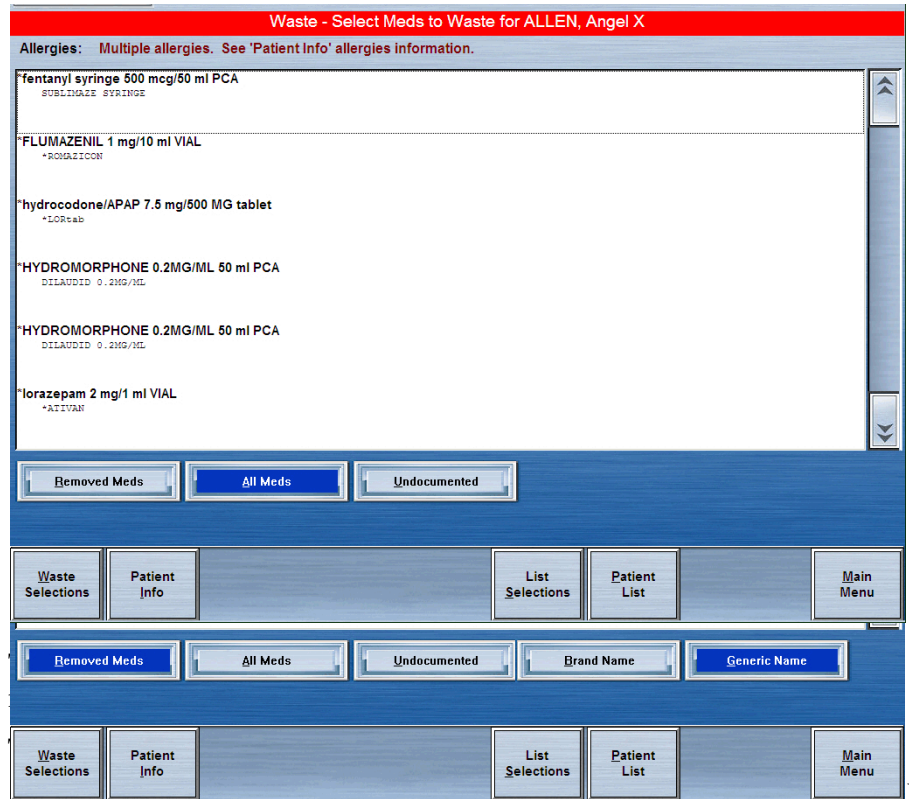 Waste - Select Meds to Waste for ALLEN, Angel X
Allergies: Multiple allergies. See 'Patient Info' allergies information.
*fentanyl syringe 500 mcg/50 ml PCA
SUBLIMAZE SYRINGE
*FLUMAZENIL 1 mg/10 ml VIAL
*ROMAZICON
*hydrocodone/APAP 7.5 mg/500 MG tablet
*LORtab
*HYDROMORPHONE 0.2MG/ML 50 ml PCA
DILAUDID 0.2MG/ML
*HYDROMORPHONE 0.2MG/ML 50 ml PCA
DILAUDID 0.2MG/ML
*lorazepam 2 mg/1 ml VIAL
*ATIVAN
Removed Meds All Meds Undocumented
Waste Selections Patient Info List Selections Patient List Main Menu
Removed Meds All Meds Undocumented Brand Name Generic Name
Waste Selections Patient Info List Selections Patient List Main Menu